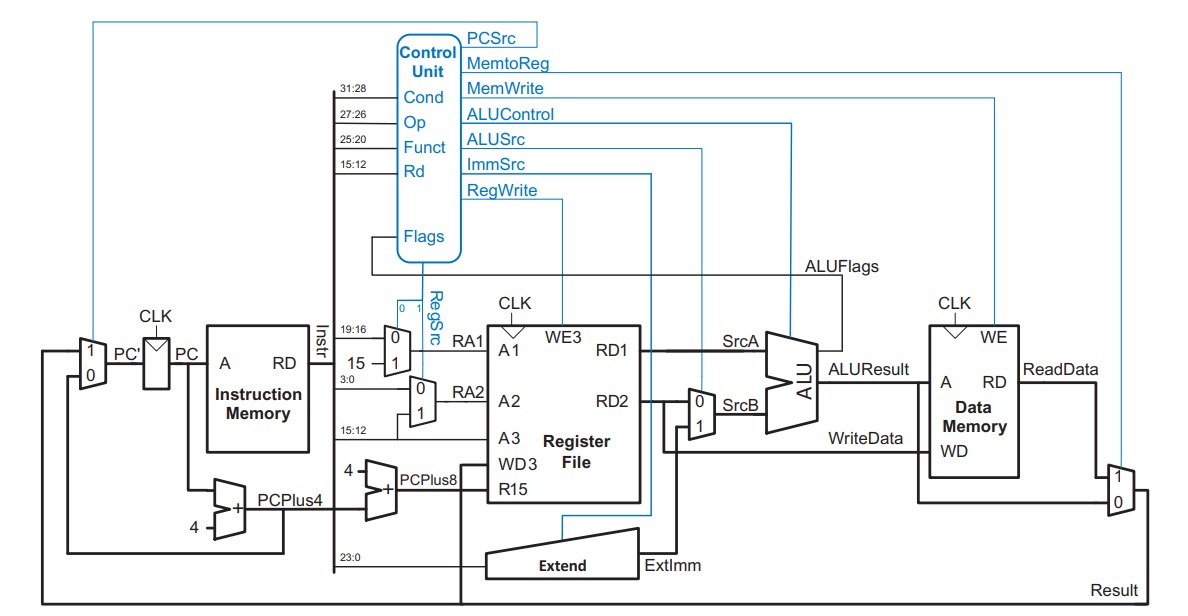 PCSrc
Control
Unit
MemtoReg
MemWrite
ALUControl
ALUSrc
ImmSrc
RegWrite
31:28
Cond
27:26
Op
25:20
Funct
15:12
Rd
Flags
ALUFlags
0 1
RegSrc
CLK
CLK
CLK
1
0
PC'
PC
A
RD
Instruction
Memory
Instr
19:16
0
15
1
RA1
3:0
0
1
RA2
15:12
A1
WE3
RD1
A2
RD2
A3
Register
File
WD3
R15
4
+
PCPlus8
PCPlus4
4
+
SrcA
0
1
SrcB
ALU
ALUResult
WriteData
WE
A
RD
Data
Memory
WD
ReadData
1
0
23:0
Extend
ExtImm
Result